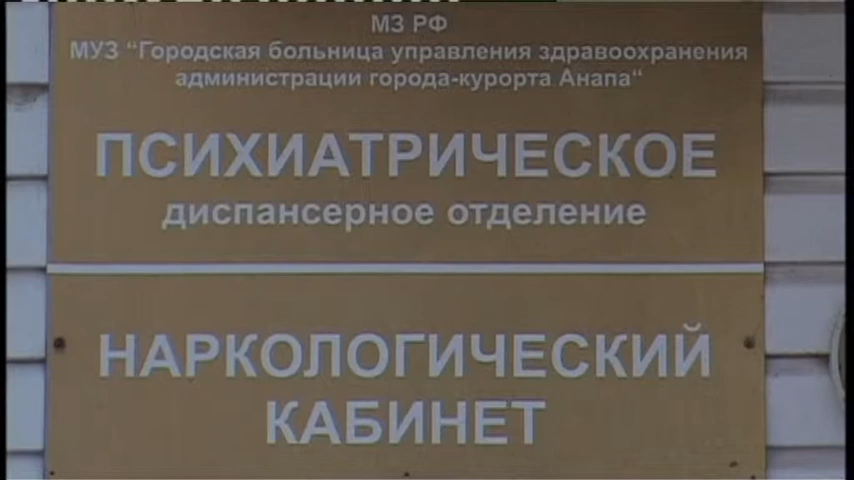 МЗ РФ
МУЗ “Городская больница управления здравоохранения
администрации города-курорта Анапа“
ПСИХИАТРИЧЕСКОЕ
диспансерное отделение
НАРКОЛОГИЧЕСКИЙ
КАБИНЕТ